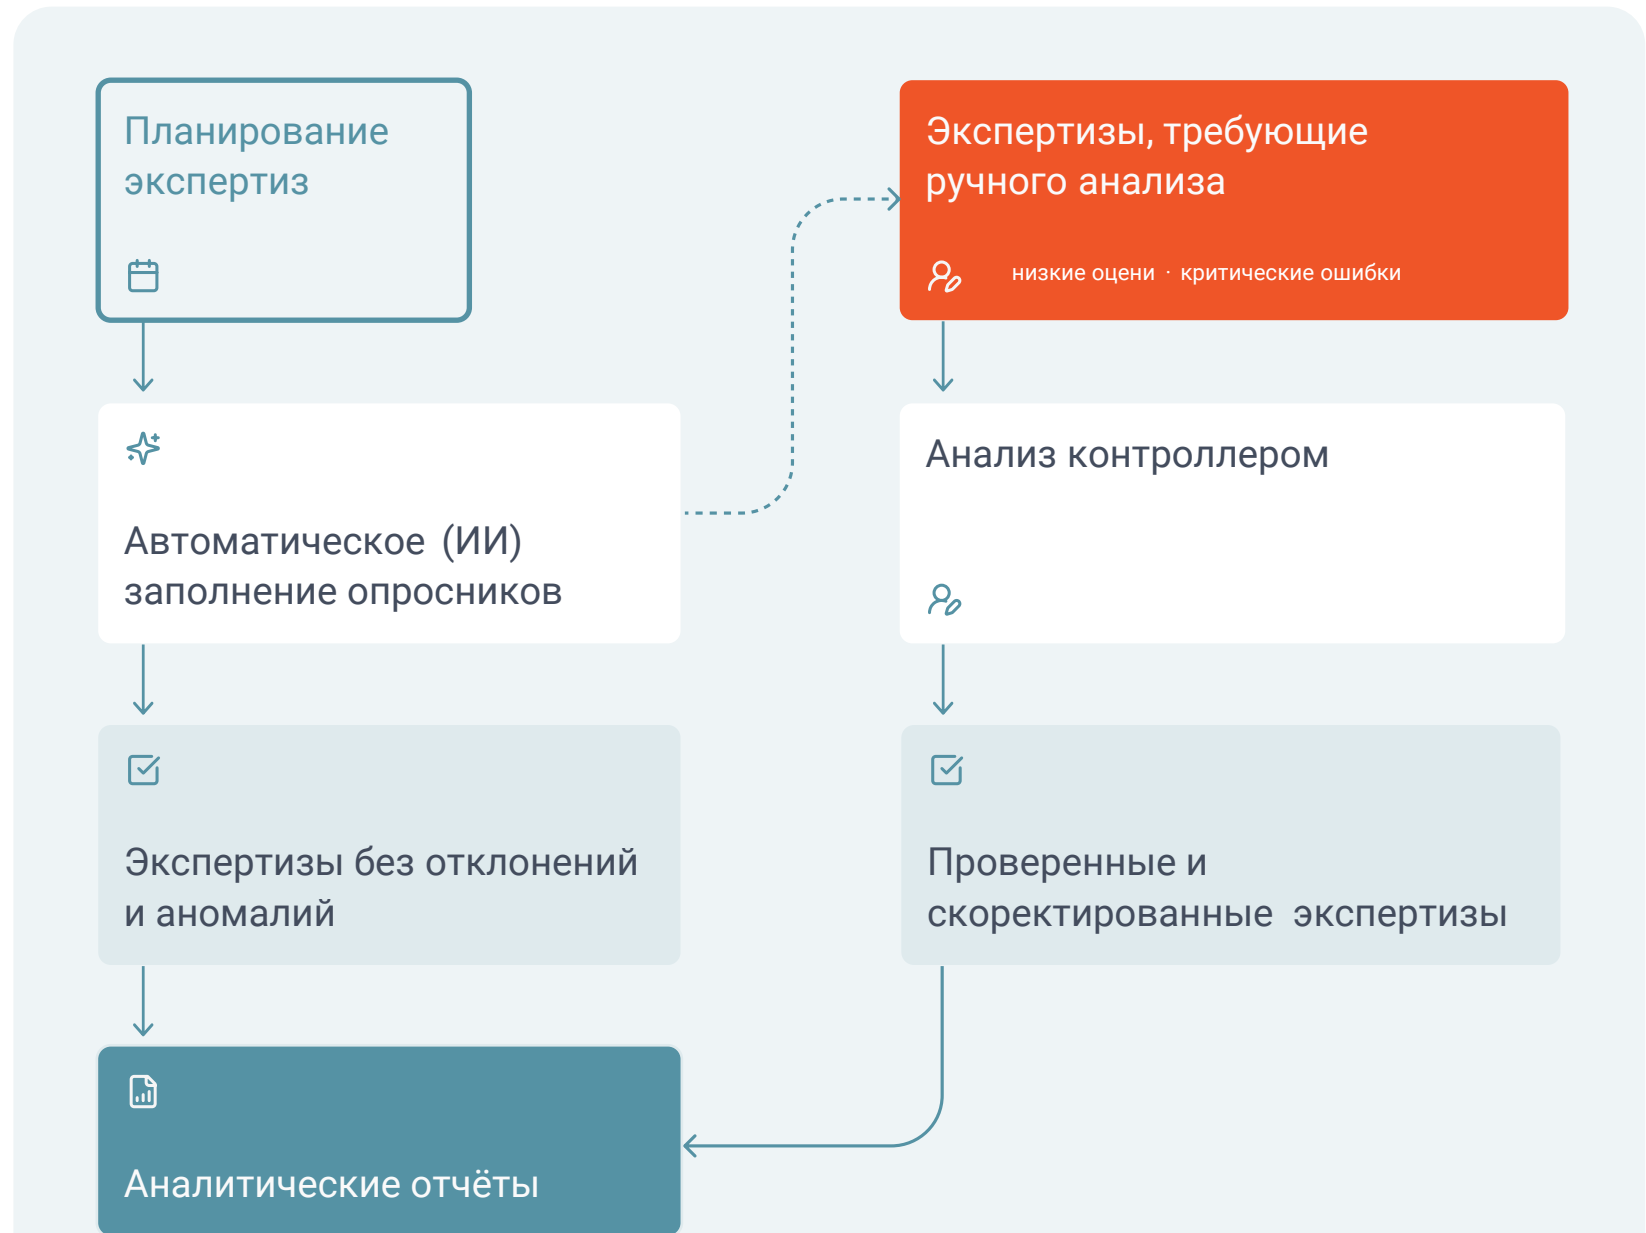 Планирование
экспертиз
Автоматическое (ИИ)
заполнение опросников
Экспертизы без отклонений
и аномалий
Аналитические отчёты
Экспертизы, требующие
ручного анализа
низкие оцени · критические ошибки
Анализ контроллером
Проверенные и
скоректированные экспертизы